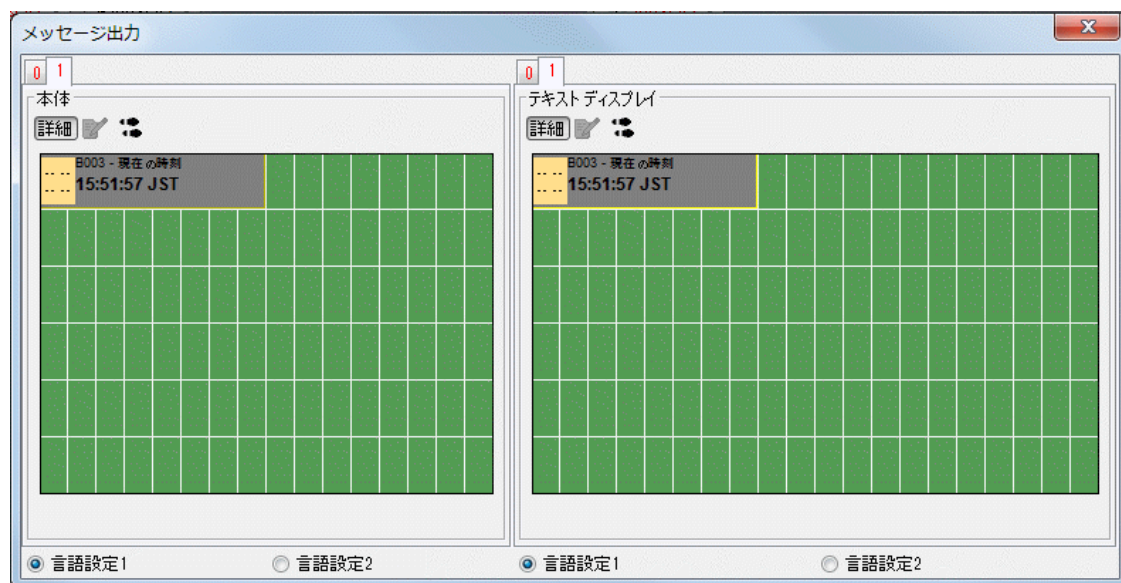 メッセージ出力
X
0 1
本体
詳細
B003 - 現在の時刻
15:51:57 JST
言語設定1
言語設定2
0 1
テキスト ディスプレイ
詳細
B003 - 現在の時刻
15:51:57 JST
言語設定1
言語設定2